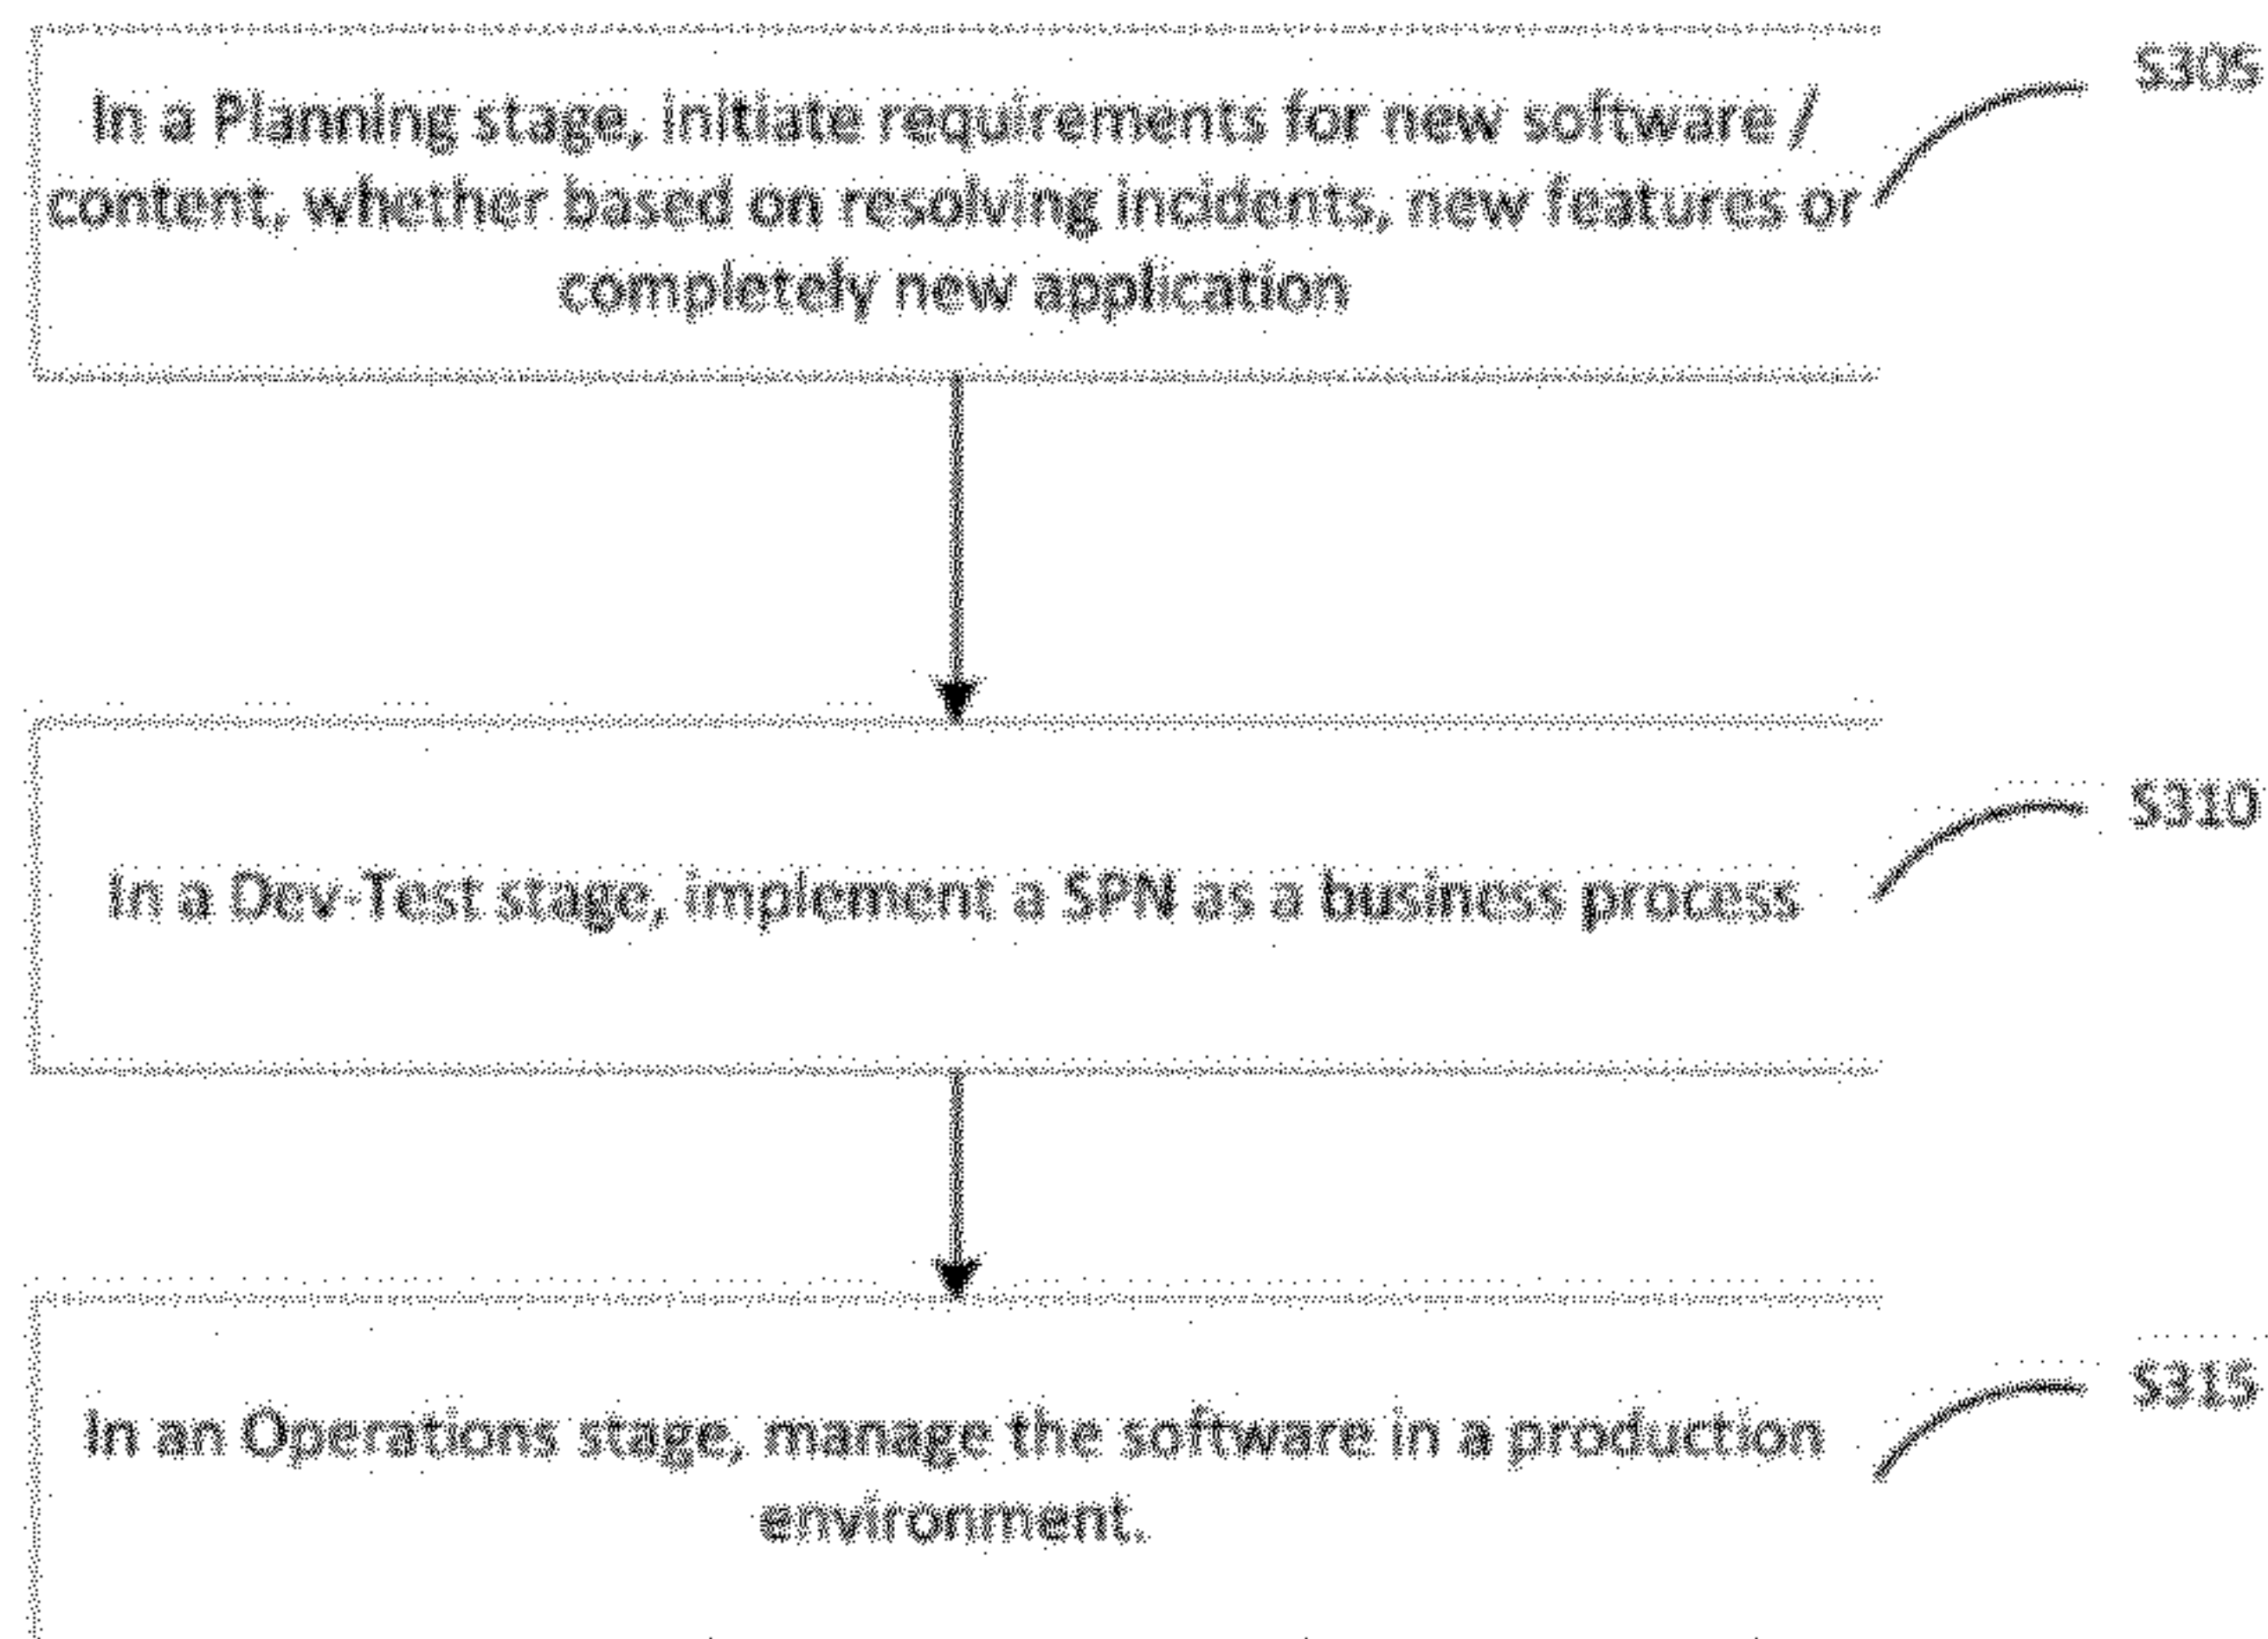 In a Planning stage, initiate requirements for new software /
content, whether based on resolving incidents, new features or
completely new application
S305
In a Dev-Test stage, implement a SPN as a business process
S310
In an Operations stage, manage the software in a production
environment.
S315